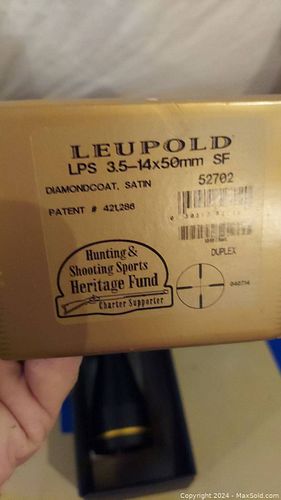 LEUPOLD
LPS 3.5-14x50mm SF
DIAMONDCOAT, SATIN 52702
PATENT # 421,286
DUPLEX
Hunting &
Shooting Sports
Heritage Fund
Charter Supporter
Copyright © 2024 - MaxSold.com